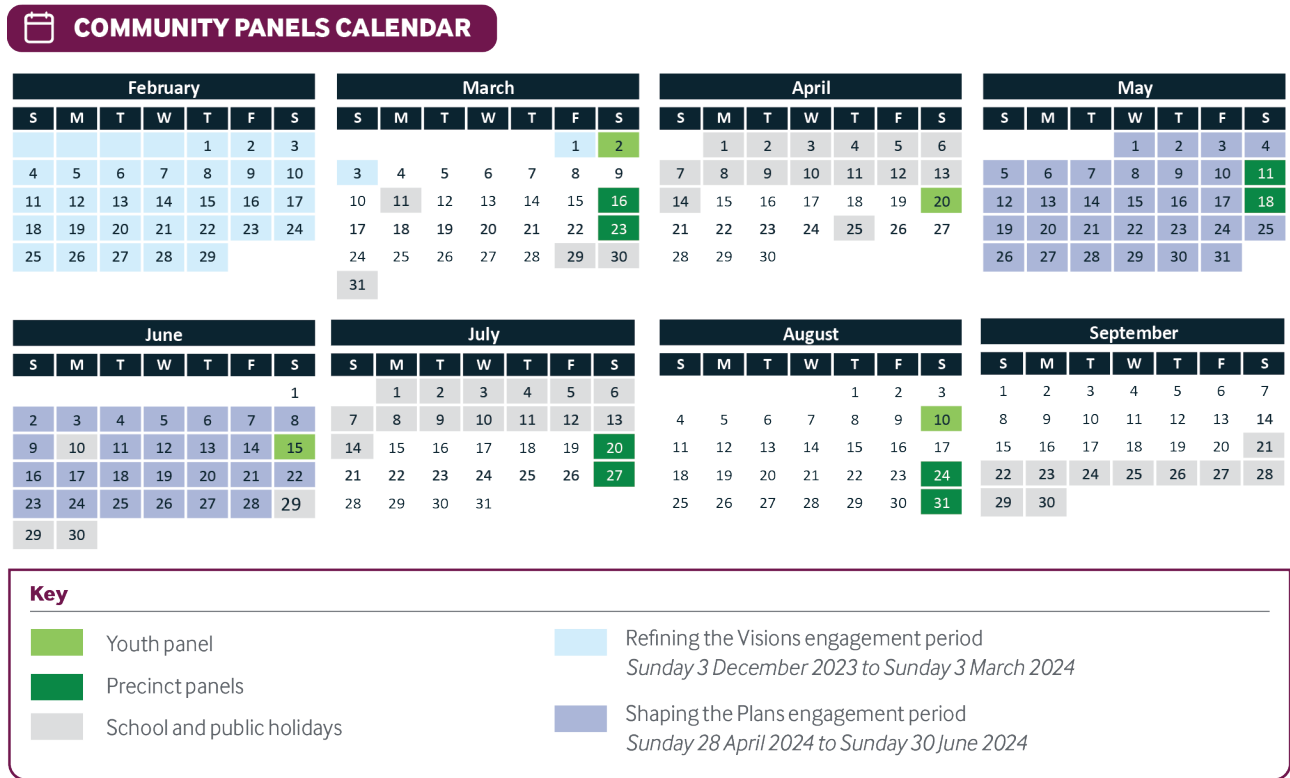 COMMUNITY PANELS CALENDAR
February
S M T W T F S
1 2 3
4 5 6 7 8 9 10
11 12 13 14 15 16 17
18 19 20 21 22 23 24
25 26 27 28 29
March
S M T W T F S
1 2
3 4 5 6 7 8 9
10 11 12 13 14 15 16
17 18 19 20 21 22 23
24 25 26 27 28 29 30
31
April
S M T W T F S
1 2 3 4 5 6
7 8 9 10 11 12 13
14 15 16 17 18 19 20
21 22 23 24 25 26 27
28 29 30
May
S M T W T F S
1 2 3 4
5 6 7 8 9 10 11
12 13 14 15 16 17 18
19 20 21 22 23 24 25
26 27 28 29 30 31
June
S M T W T F S
1
2 3 4 5 6 7 8
9 10 11 12 13 14 15
16 17 18 19 20 21 22
23 24 25 26 27 28 29
29 30
July
S M T W T F S
1 2 3 4 5 6
7 8 9 10 11 12 13
14 15 16 17 18 19 20
21 22 23 24 25 26 27
28 29 30 31
August
S M T W T F S
1 2 3
4 5 6 7 8 9 10
11 12 13 14 15 16 17
18 19 20 21 22 23 24
25 26 27 28 29 30 31
September
S M T W T F S
1 2 3 4 5 6 7
8 9 10 11 12 13 14
15 16 17 18 19 20 21
22 23 24 25 26 27 28
29 30
Key
Youth panel
Precinct panels
School and public holidays
Refining the Visions engagement period
Sunday 3 December 2023 to Sunday 3 March 2024
Shaping the Plans engagement period
Sunday 28 April 2024 to Sunday 30 June 2024